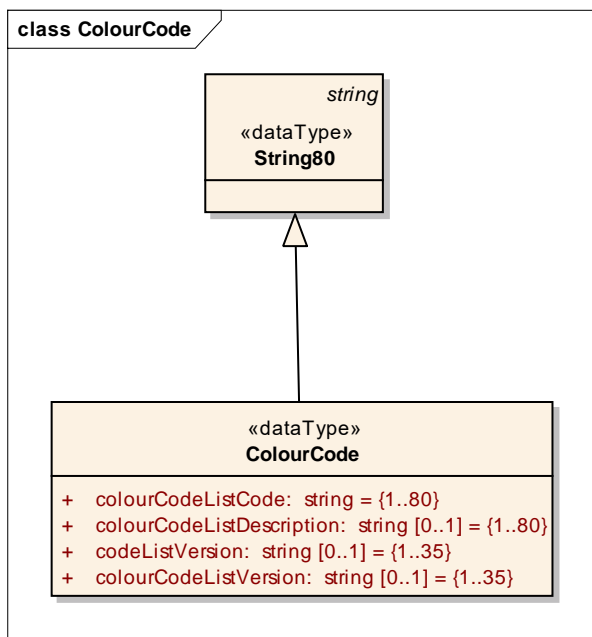 class ColourCode
string
«dataType»
String80
«dataType»
ColourCode
+ colourCodeListCode: string = {1..80}
+ colourCodeListDescription: string [0..1] = {1..80}
+ codeListVersion: string [0..1] = {1..35}
+ colourCodeListVersion: string [0..1] = {1..35}